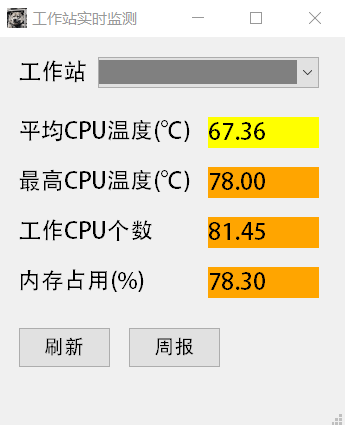 工作站实时监测
工作站
平均CPU温度(℃) 67.36
最高CPU温度(℃) 78.00
工作CPU个数 81.45
内存占用(%) 78.30
刷新 周报